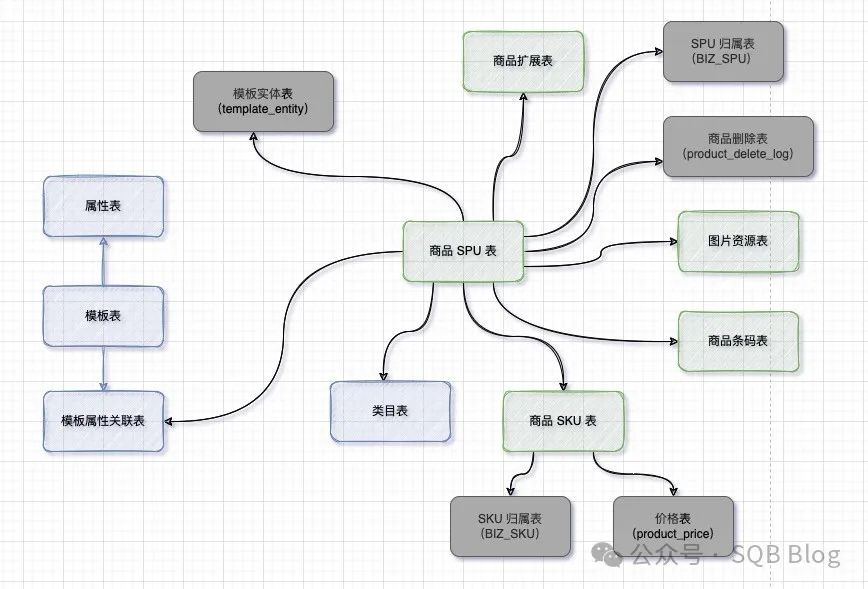 商品扩展表
SPU 归属表
(BIZ_SPU)
模板实体表
(template_entity)
商品删除表
(product_delete_log)
属性表
商品 SPU 表
图片资源表
模板表
商品条码表
类目表
模板属性关联表
商品 SKU 表
SKU 归属表
(BIZ_SKU)
价格表
(product_price)
公众号 · SQB Blog